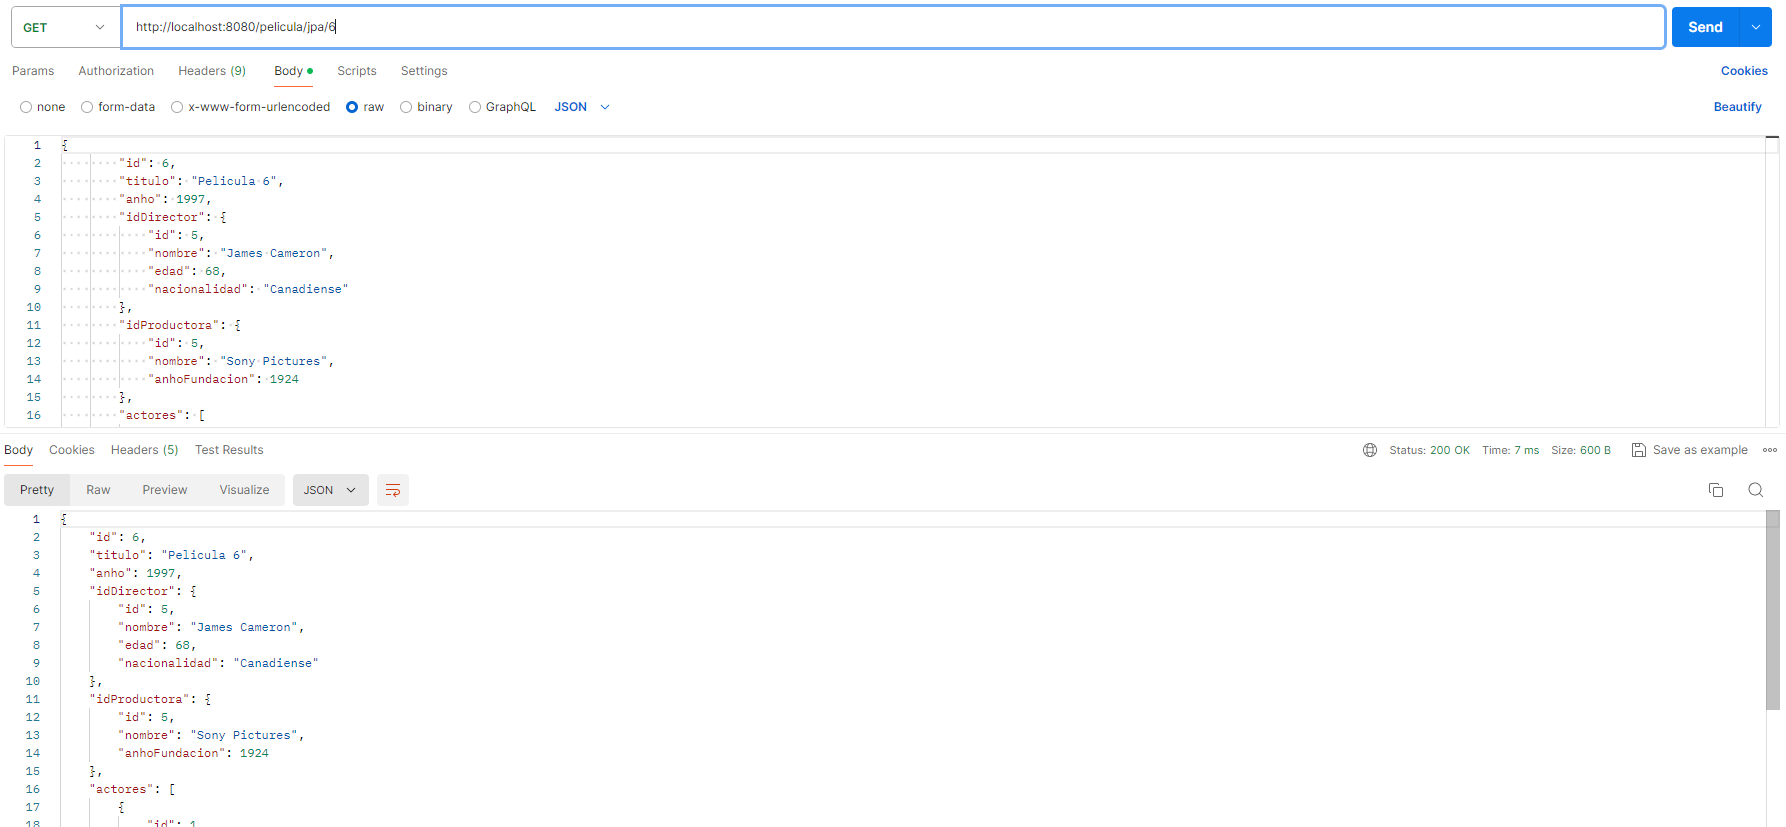 GET http://localhost:8080/pelicula/jpa/6 Send
Params Authorization Headers (9) Body Scripts Settings Cookies
none form-data x-www-form-urlencoded raw binary GraphQL JSON Beautify
1 {
2 "id": 6,
3 "titulo": "Pelicula 6",
4 "anho": 1997,
5 "idDirector": {
6 "id": 5,
7 "nombre": "James Cameron",
8 "edad": 68,
9 "nacionalidad": "Canadiense"
10 },
11 "idProductora": {
12 "id": 5,
13 "nombre": "Sony Pictures",
14 "anhoFundacion": 1924
15 },
16 "actores": [
Body Cookies Headers (5) Test Results Status: 200 OK Time: 7 ms Size: 600 B Save as example
Pretty Raw Preview Visualize JSON
1 {
2 "id": 6,
3 "titulo": "Pelicula 6",
4 "anho": 1997,
5 "idDirector": {
6 "id": 5,
7 "nombre": "James Cameron",
8 "edad": 68,
9 "nacionalidad": "Canadiense"
10 },
11 "idProductora": {
12 "id": 5,
13 "nombre": "Sony Pictures",
14 "anhoFundacion": 1924
15 },
16 "actores": [
17 {
18 "id": 1